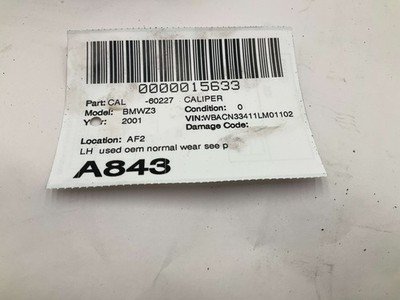 0000015633
Part: CAL -60227 CALIPER
Model: BMWZ3 Condition: 0
Year: 2001 VIN:WBACN33411LM01102
Damage Code:
Location: AF2
LH used oem normal wear see p
A843